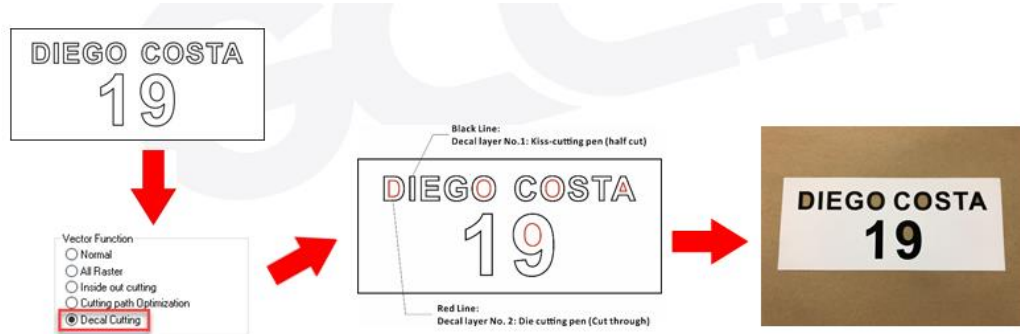 DIEGO COSTA
19
Vector Function
Normal
All Raster
Inside out cutting
Cutting path Optimization
Decal Cutting
Black Line:
Decal layer No.1: Kiss-cutting pen (half cut)
DIEGO COSTA
19
Red Line:
Decal layer No. 2: Die cutting pen (Cut through)
DIEGO COSTA
19
GCC